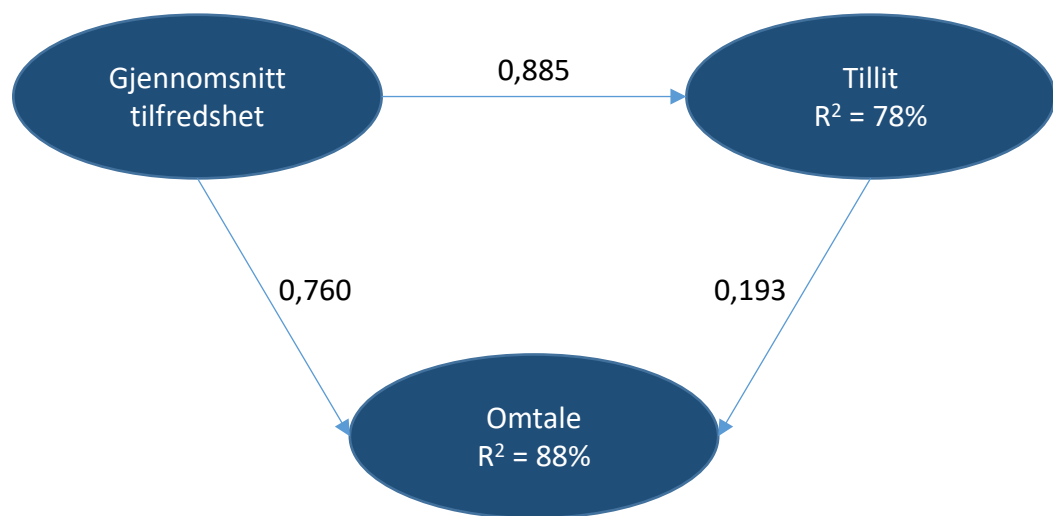 Gjennomsnitt
tilfredshet
0,885
Tillit
R² = 78%
0,760
0,193
Omtale
R² = 88%